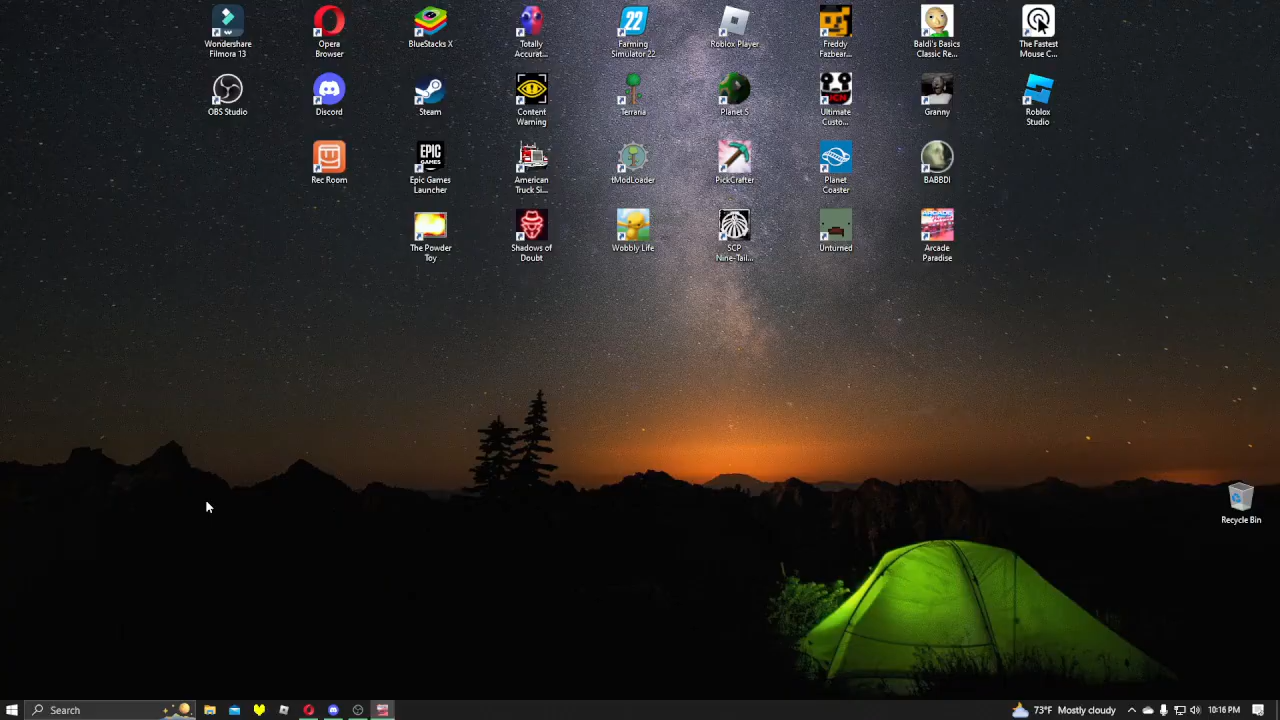 Wondershare
Filmora 13
Opera
Browser
BlueStacks X
Totally
Accurat...
22
Farming
Simulator 22
Roblox Player
Freddy
Fazbear...
Baldi's Basics
Classic Re...
The Fastest
Mouse C...
OBS Studio
Discord
Steam
Content
Warning
Terraria
Planet S
UCN
Ultimate
Custo...
Granny
Roblox
Studio
Rec Room
EPIC
GAMES
Epic Games
Launcher
American
Truck Si...
tModLoader
PickCrafter
Planet
Coaster
BABBDI
The Powder
Toy
Shadows of
Doubt
Wobbly Life
SCP
Nine-Tail...
Unturned
Arcade
Paradise
Recycle Bin
Search
73°F Mostly cloudy
10:16 PM